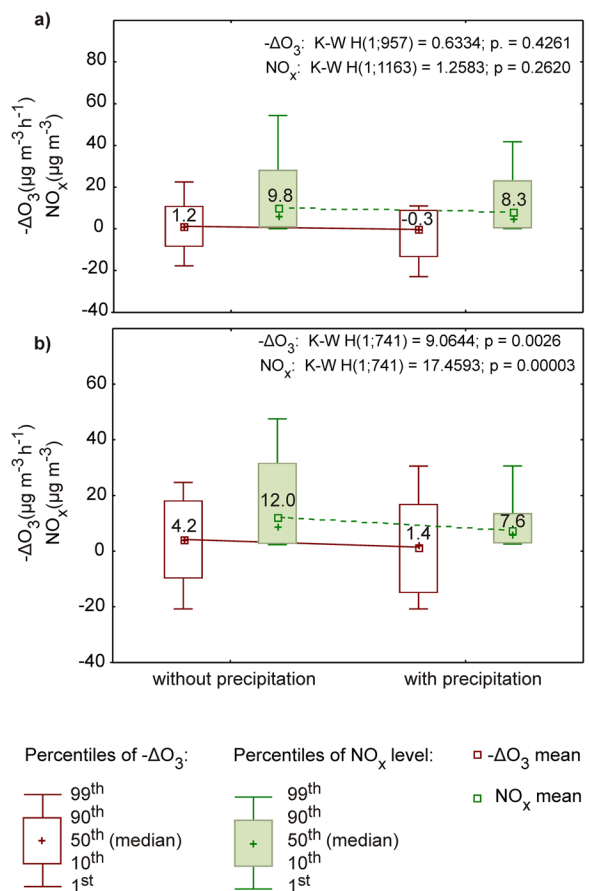 a)
-ΔO₃: K-W H(1;957) = 0.6334; p. = 0.4261
NOₓ: K-W H(1;1163) = 1.2583; p 0.2620
-ΔO₃(µg m⁻³h⁻¹)
NOₓ(µg m⁻³)
80
60
40
20
0
-20
-40
1.2
9.8
-0.3
8.3
b)
-ΔO₃: K-W H(1;741) = 9.0644; p = 0.0026
NOₓ: K-W H(1;741) = 17.4593; p = 0.00003
-ΔO₃(µg m⁻³h⁻¹)
NOₓ(µg m⁻³)
60
40
20
0
-20
-40
4.2
12.0
1.4
7.6
without precipitation
with precipitation
Percentiles of -ΔO₃:
99th
90th
50th (median)
10th
1st
Percentiles of NOₓ level:
99th
90th
50th (median)
10th
1st
-ΔO₃ mean
NOₓ mean